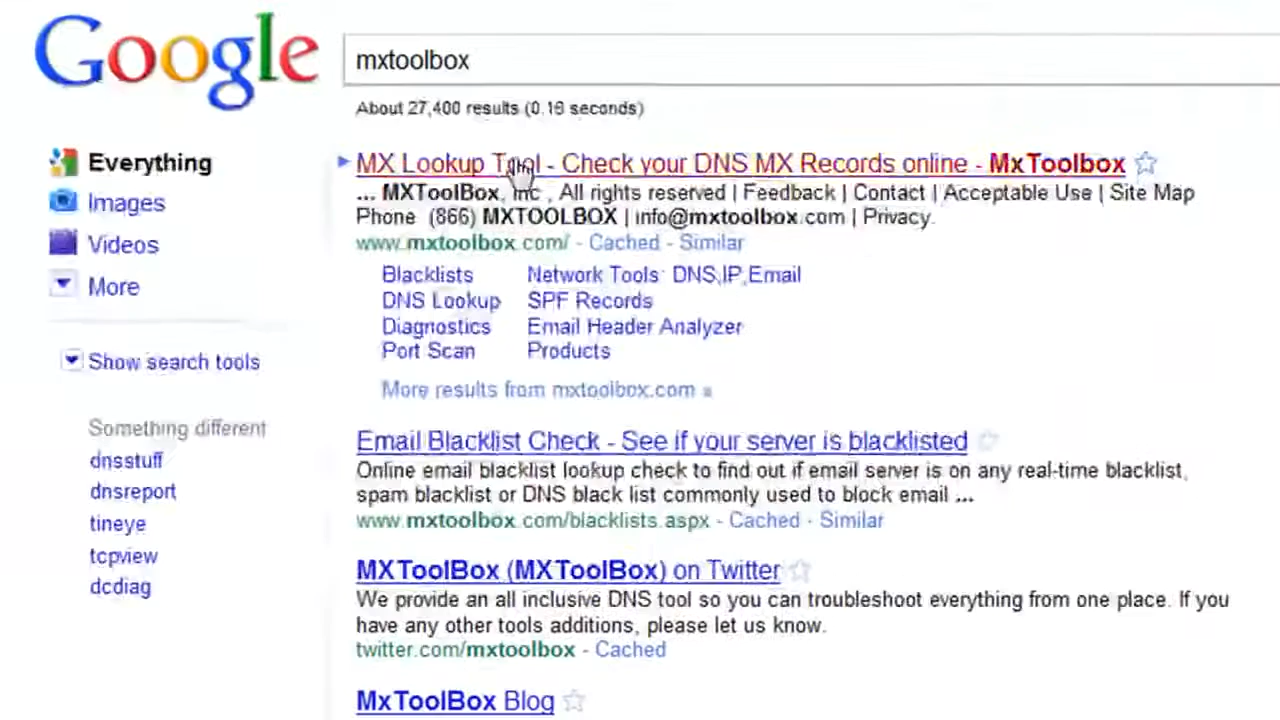 Google
mxtoolbox
About 27,400 results (0.16 seconds)
Everything
Images
Videos
More
Show search tools
Something different
dnsstuff
dnsreport
tineye
tcpview
dcdiag
MX Lookup Tool - Check your DNS MX Records online - MxToolbox
... MXToolBox, Inc , All rights reserved | Feedback | Contact | Acceptable Use | Site Map
Phone (866) MXTOOLBOX | info@mxtoolbox.com | Privacy.
www.mxtoolbox.com/ - Cached - Similar
Blacklists Network Tools: DNS,IP,Email
DNS Lookup SPF Records
Diagnostics Email Header Analyzer
Port Scan Products
More results from mxtoolbox.com »
Email Blacklist Check - See if your server is blacklisted
Online email blacklist lookup check to find out if email server is on any real-time blacklist,
spam blacklist or DNS black list commonly used to block email ...
www.mxtoolbox.com/blacklists.aspx - Cached - Similar
MXToolBox (MXToolBox) on Twitter
We provide an all inclusive DNS tool so you can troubleshoot everything from one place. If you
have any other tools additions, please let us know.
twitter.com/mxtoolbox - Cached
MxToolBox Blog